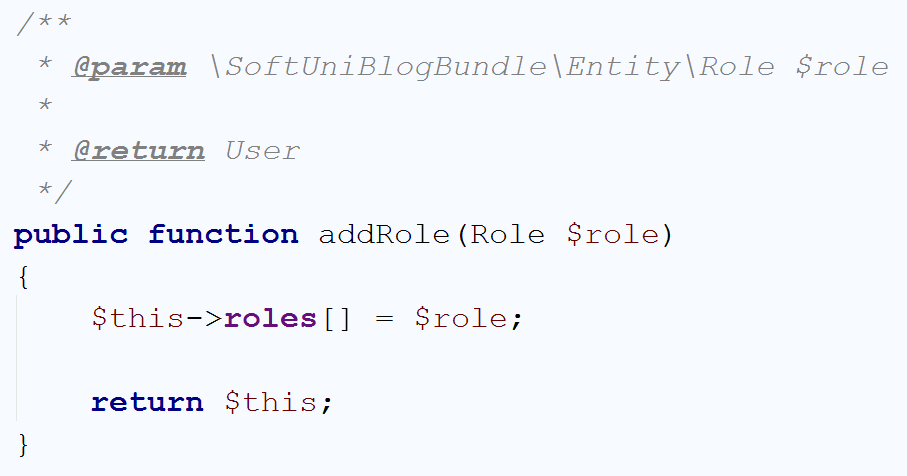 /**
 * @param \SoftUniBlogBundle\Entity\Role $role
 *
 * @return User
 */
public function addRole(Role $role)
{
    $this->roles[] = $role;

    return $this;
}